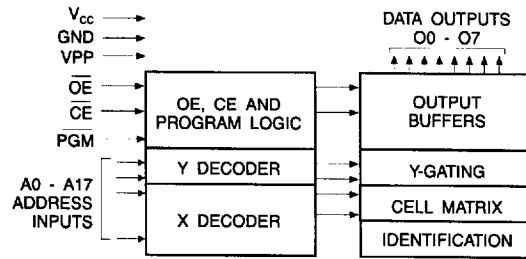 VCC
GND
VPP
OE
CE
PGM
A0 - A17
ADDRESS
INPUTS
OE, CE AND
PROGRAM LOGIC
Y DECODER
X DECODER
DATA OUTPUTS
O0 - O7
OUTPUT
BUFFERS
Y-GATING
CELL MATRIX
IDENTIFICATION